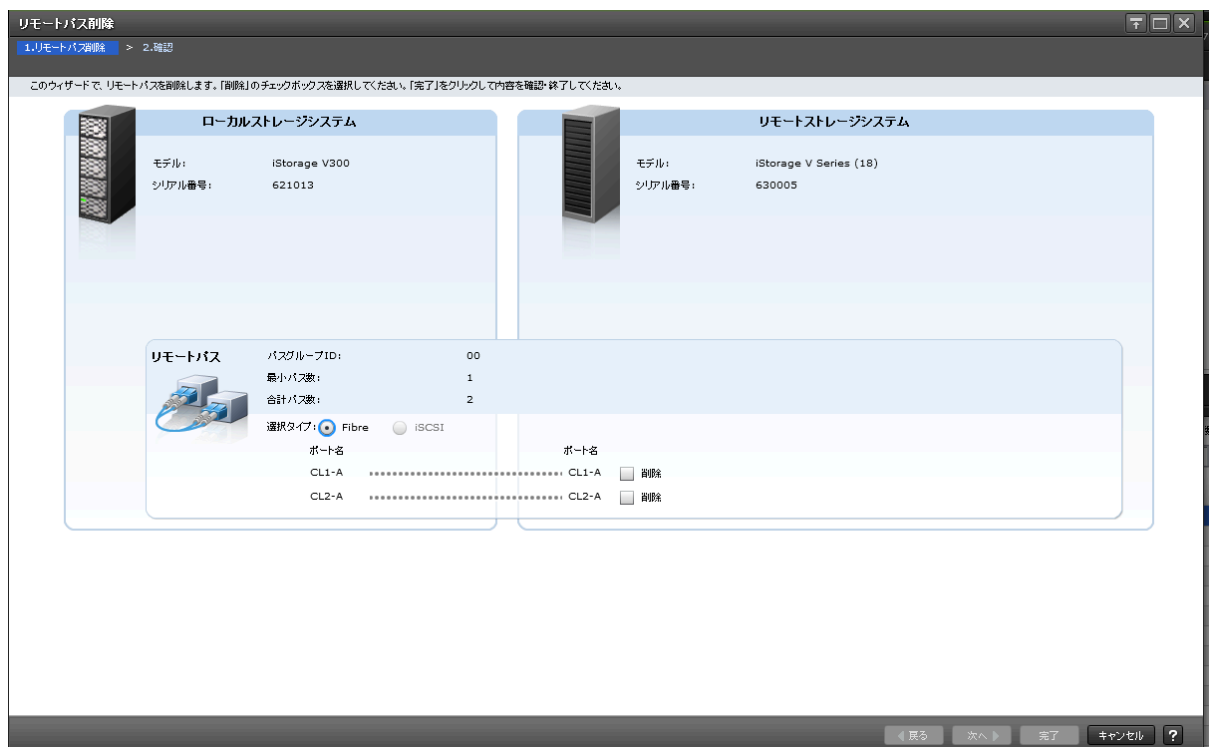 リモートパス削除
1.リモートパス削除 > 2.確認
このウィザードで、リモートパスを削除します。「削除」のチェックボックスを選択してください。「完了」をクリックして内容を確認・終了してください。
ローカルストレージシステム
モデル: iStorage V300
シリアル番号: 621013
リモートストレージシステム
モデル: iStorage V Series (18)
シリアル番号: 630005
リモートパス
パスグループID: 00
最小パス数: 1
合計パス数: 2
選択タイプ: Fibre iSCSI
ポート名 ポート名
CL1-A CL1-A 削除
CL2-A CL2-A 削除
戻る 次へ 完了 キャンセル ?